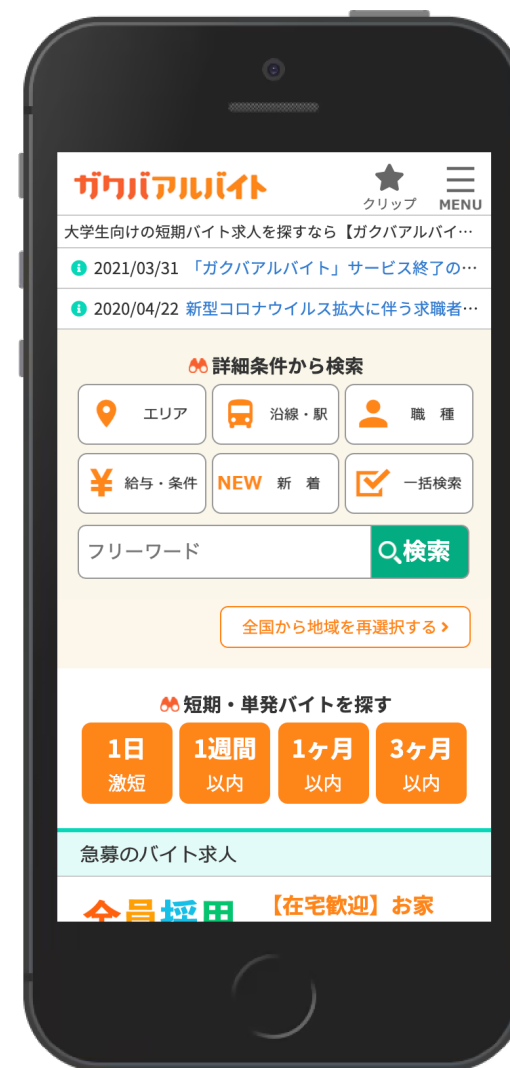 ガクバアルバイト
クリップ
MENU
大学生向けの短期バイト求人を探すなら【ガクバアルバイ…
2021/03/31 「ガクバアルバイト」サービス終了の…
2020/04/22 新型コロナウイルス拡大に伴う求職者…
詳細条件から検索
エリア
沿線・駅
職 種
給与・条件
NEW 新 着
一括検索
フリーワード
検索
全国から地域を再選択する
短期・単発バイトを探す
1日 激短
1週間 以内
1ヶ月 以内
3ヶ月 以内
急募のバイト求人
全員採用
【在宅歓迎】お家